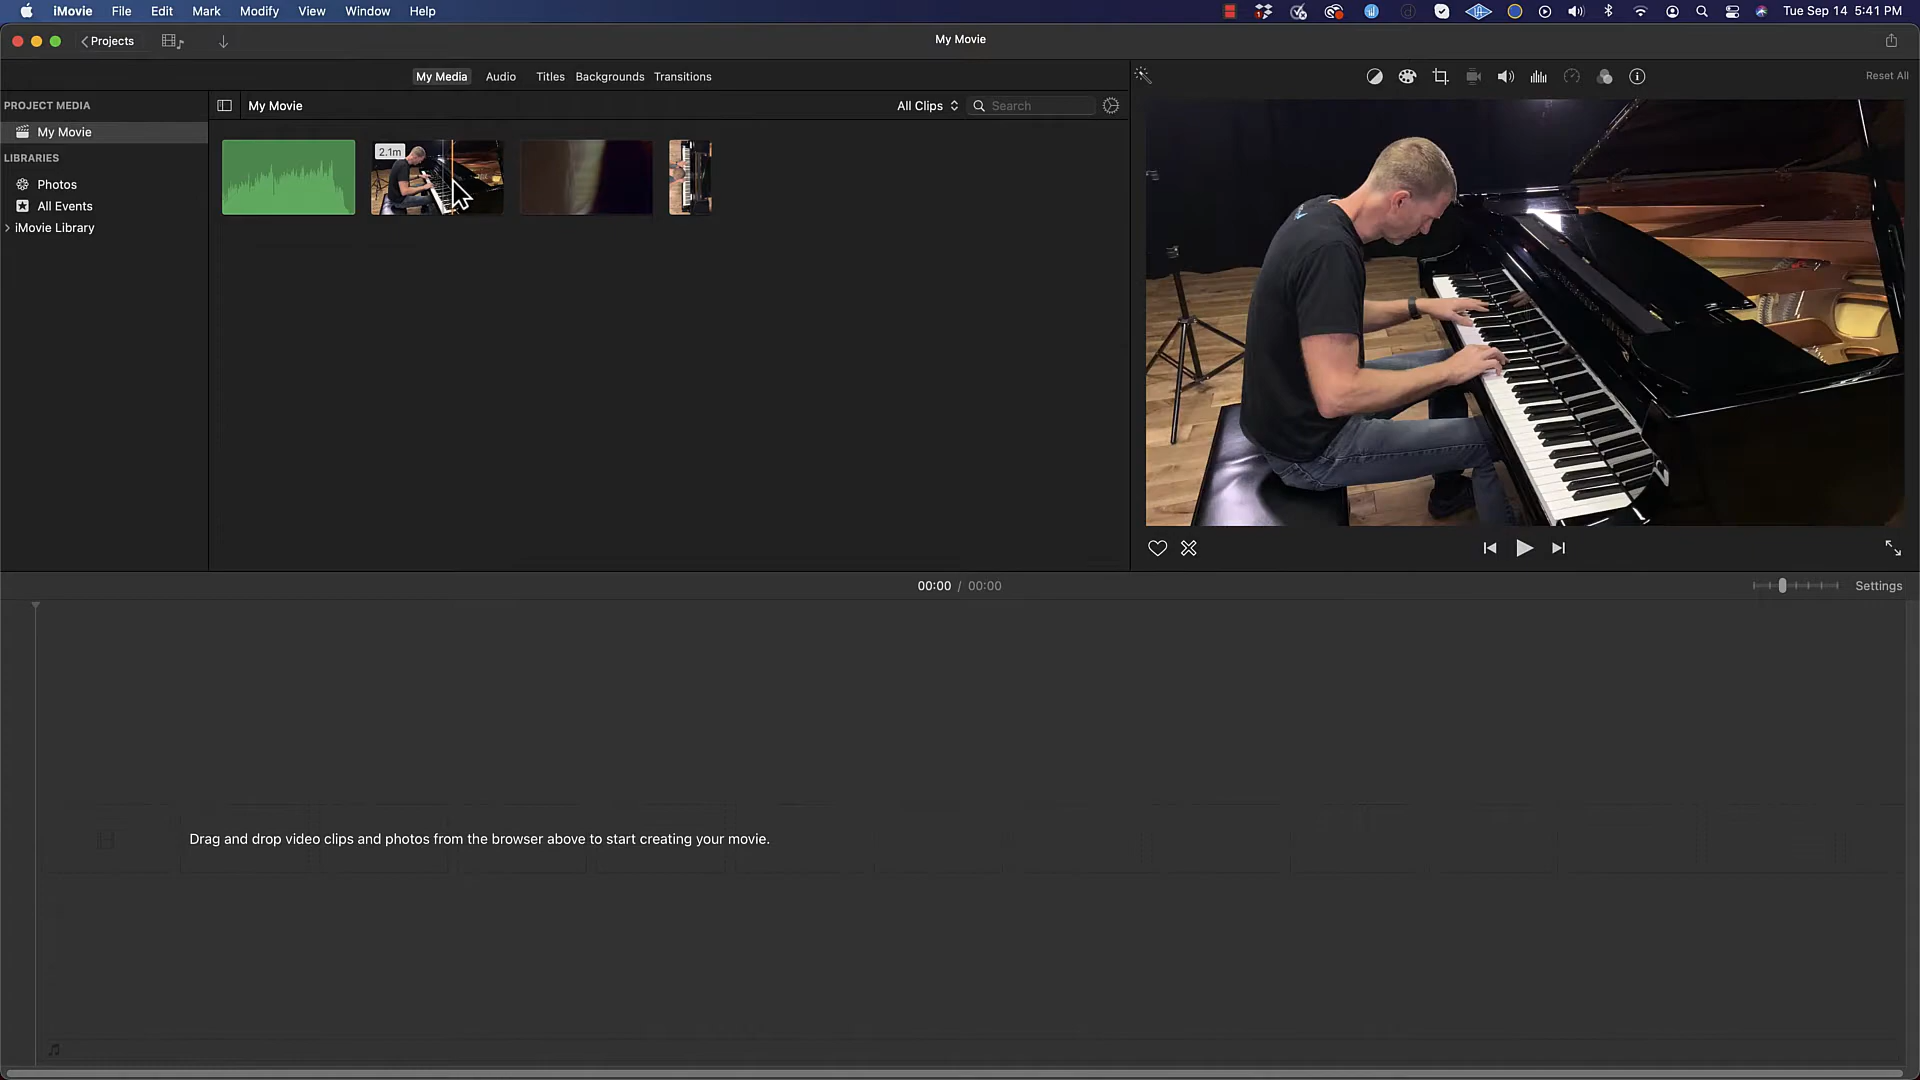 iMovie File Edit Mark Modify View Window Help Tue Sep 14 5:41 PM
Projects My Movie
My Media Audio Titles Backgrounds Transitions Reset All
PROJECT MEDIA My Movie All Clips Search
My Movie
LIBRARIES
Photos
All Events
iMovie Library
2.1m
00:00 / 00:00 Settings
Drag and drop video clips and photos from the browser above to start creating your movie.